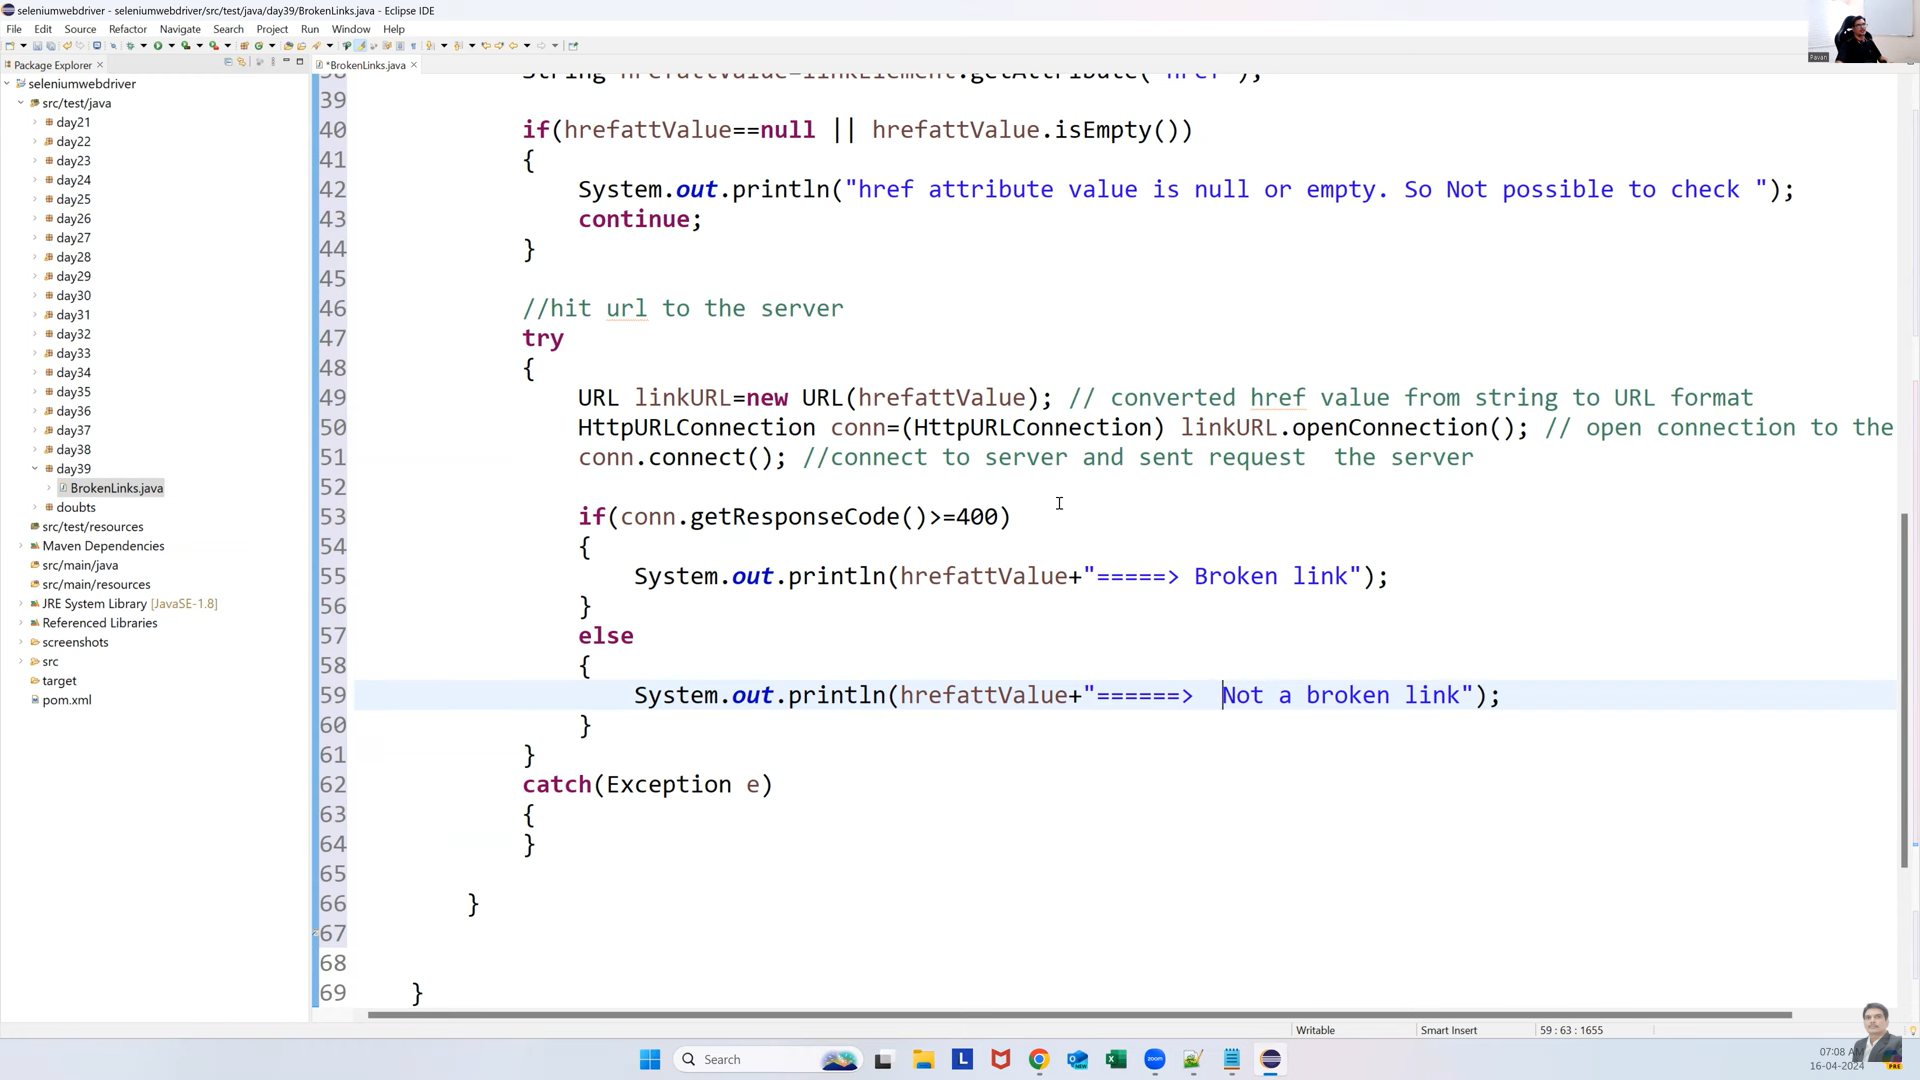 seleniumwebdriver - seleniumwebdriver/src/test/java/day39/BrokenLinks.java - Eclipse IDE
File Edit Source Refactor Navigate Search Project Run Window Help
Package Explorer
*BrokenLinks.java
seleniumwebdriver
src/test/java
day21
day22
day23
day24
day25
day26
day27
day28
day29
day30
day31
day32
day33
day34
day35
day36
day37
day38
day39
BrokenLinks.java
doubts
src/test/resources
Maven Dependencies
src/main/java
src/main/resources
JRE System Library [JavaSE-1.8]
Referenced Libraries
screenshots
src
target
pom.xml
38 String hrefattValue=linkElement.getAttribute("href");
39
40 if(hrefattValue==null || hrefattValue.isEmpty())
41 {
42 System.out.println("href attribute value is null or empty. So Not possible to check ");
43 continue;
44 }
45
46 //hit url to the server
47 try
48 {
49 URL linkURL=new URL(hrefattValue); // converted href value from string to URL format
50 HttpURLConnection conn=(HttpURLConnection) linkURL.openConnection(); // open connection to the
51 conn.connect(); //connect to server and sent request  the server
52
53 if(conn.getResponseCode()>=400)
54 {
55 System.out.println(hrefattValue+"=====> Broken link");
56 }
57 else
58 {
59 System.out.println(hrefattValue+"======>  Not a broken link");
60 }
61 }
62 catch(Exception e)
63 {
64 }
65
66 }
67
68
69 }
Pavan
Writable Smart Insert 59 : 63 : 1655
Search
07:08 AM
16-04-2024
PRE